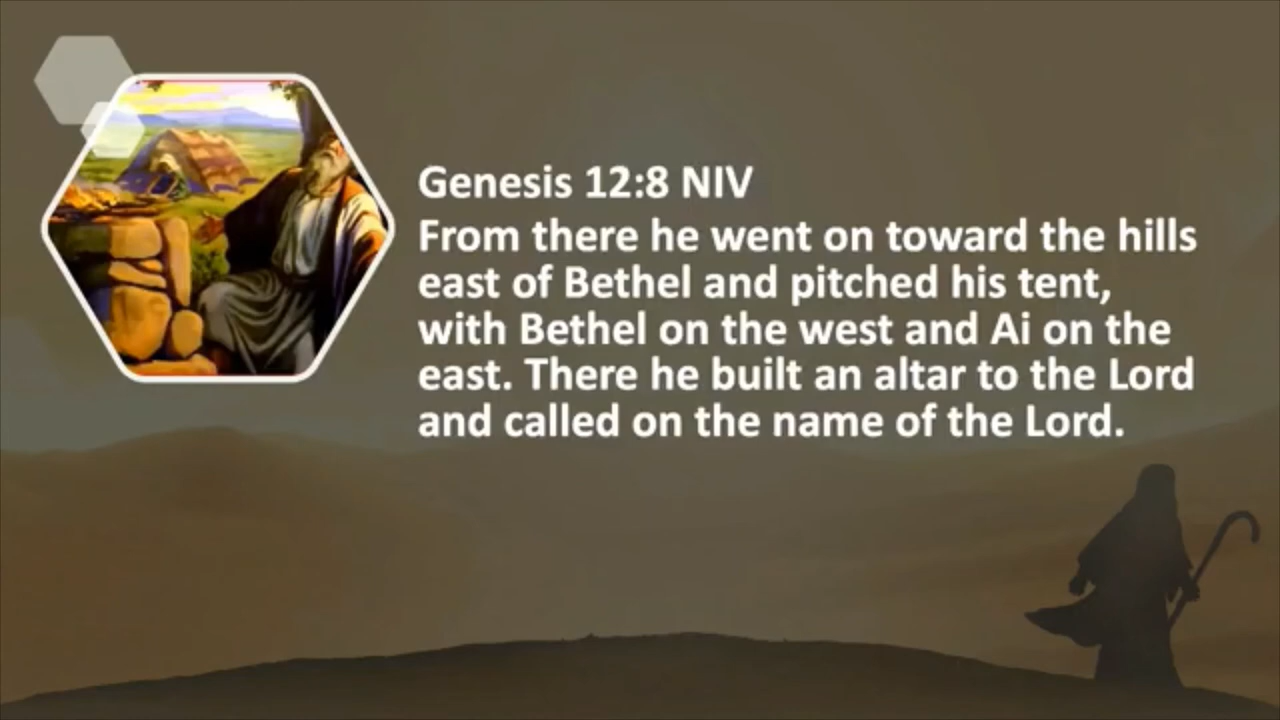 Genesis 12:8 NIV
From there he went on toward the hills
east of Bethel and pitched his tent,
with Bethel on the west and Ai on the
east. There he built an altar to the Lord
and called on the name of the Lord.